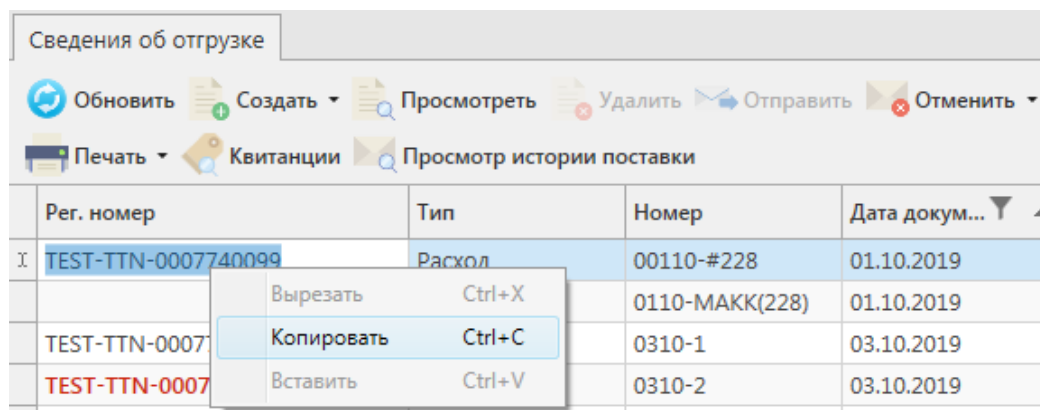 Сведения об отгрузке
Обновить Создать Просмотреть Удалить Отправить Отменить
Печать Квитанции Просмотр истории поставки
Рег. номер Тип Номер Дата докум...
TEST-TTN-0007740099 Расход 00110-#228 01.10.2019
Вырезать Ctrl+X 0110-МАКК(228) 01.10.2019
TEST-TTN-0007 Копировать Ctrl+C 0310-1 03.10.2019
TEST-TTN-0007 Вставить Ctrl+V 0310-2 03.10.2019